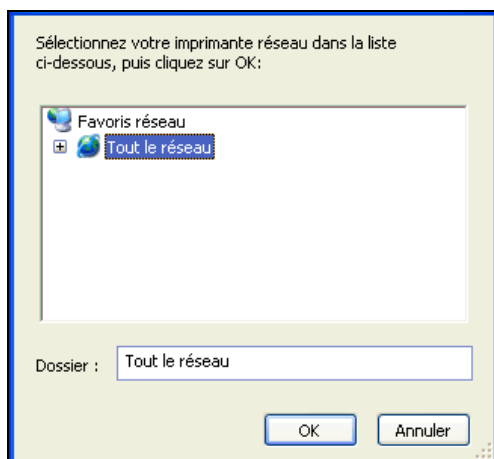 Sélectionnez votre imprimante réseau dans la liste
ci-dessous, puis cliquez sur OK:
Favoris réseau
Tout le réseau
Dossier : Tout le réseau
OK Annuler